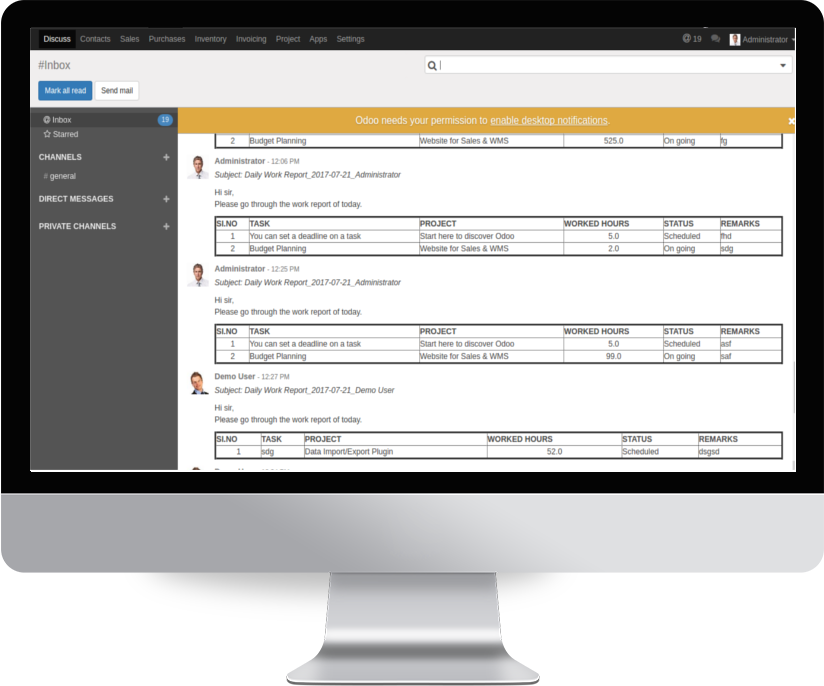 Discuss Contacts Sales Purchases Inventory Invoicing Project Apps Settings @ 19 Administrator
#Inbox
Mark all read Send mail
@ Inbox 19
Starred
CHANNELS +
# general
DIRECT MESSAGES +
PRIVATE CHANNELS +
Odoo needs your permission to enable desktop notifications. ×
2 Budget Planning Website for Sales & WMS 525.0 On going fg
Administrator - 12:06 PM
Subject: Daily Work Report_2017-07-21_Administrator
Hi sir,
Please go through the work report of today.
SI.NO TASK PROJECT WORKED HOURS STATUS REMARKS
1 You can set a deadline on a task Start here to discover Odoo 5.0 Scheduled fhd
2 Budget Planning Website for Sales & WMS 2.0 On going sdg
Administrator - 12:25 PM
Subject: Daily Work Report_2017-07-21_Administrator
Hi sir,
Please go through the work report of today.
SI.NO TASK PROJECT WORKED HOURS STATUS REMARKS
1 You can set a deadline on a task Start here to discover Odoo 5.0 Scheduled asf
2 Budget Planning Website for Sales & WMS 99.0 On going saf
Demo User - 12:27 PM
Subject: Daily Work Report_2017-07-21_Demo User
Hi sir,
Please go through the work report of today.
SI.NO TASK PROJECT WORKED HOURS STATUS REMARKS
1 sdg Data Import/Export Plugin 52.0 Scheduled dsgsd